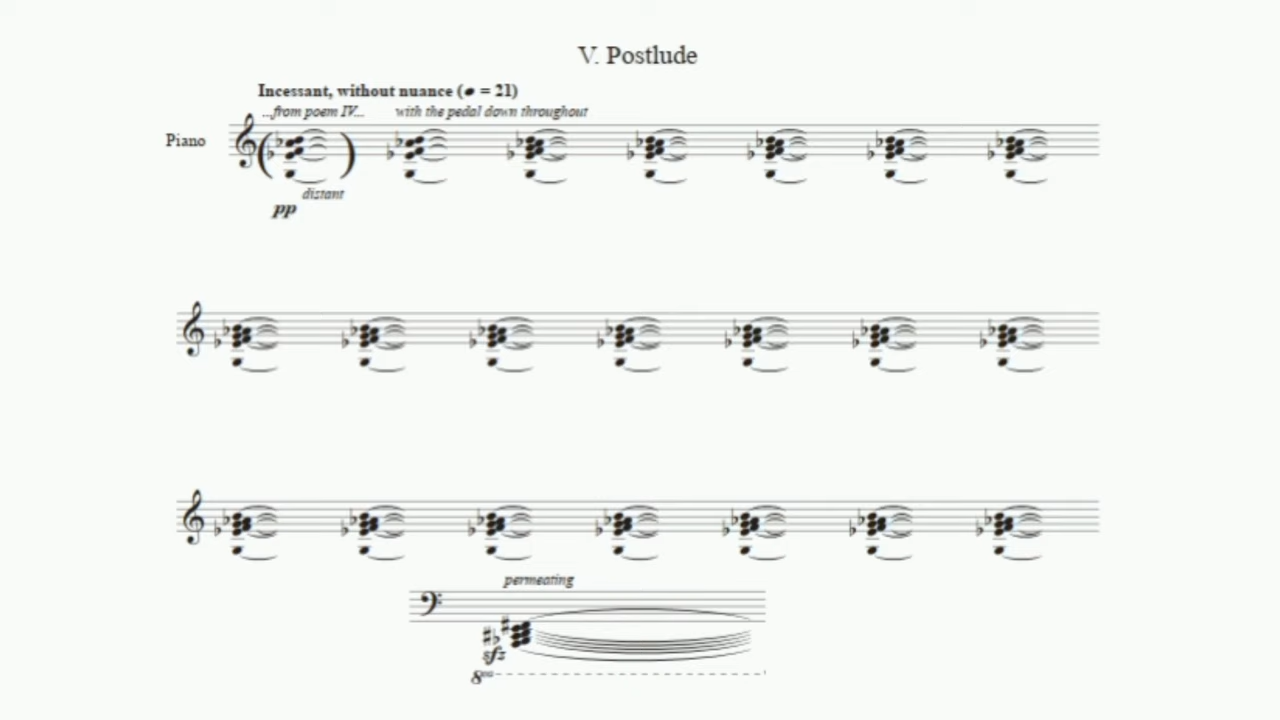 V. Postlude
Incessant, without nuance (𝅘𝅥 = 21)
...from poem IV... with the pedal down throughout
Piano
distant
pp
permeating
sfz
8va